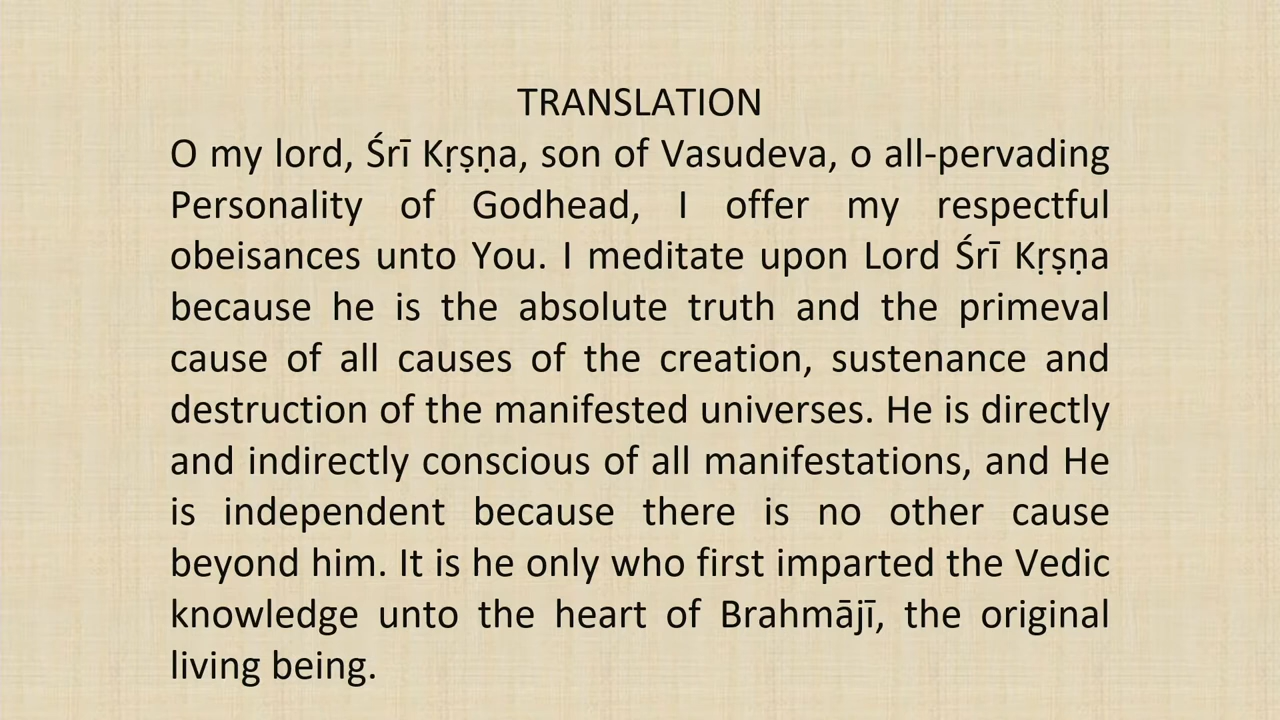 TRANSLATION
O my lord, Śrī Kṛṣṇa, son of Vasudeva, o all-pervading
Personality of Godhead, I offer my respectful
obeisances unto You. I meditate upon Lord Śrī Kṛṣṇa
because he is the absolute truth and the primeval
cause of all causes of the creation, sustenance and
destruction of the manifested universes. He is directly
and indirectly conscious of all manifestations, and He
is independent because there is no other cause
beyond him. It is he only who first imparted the Vedic
knowledge unto the heart of Brahmājī, the original
living being.